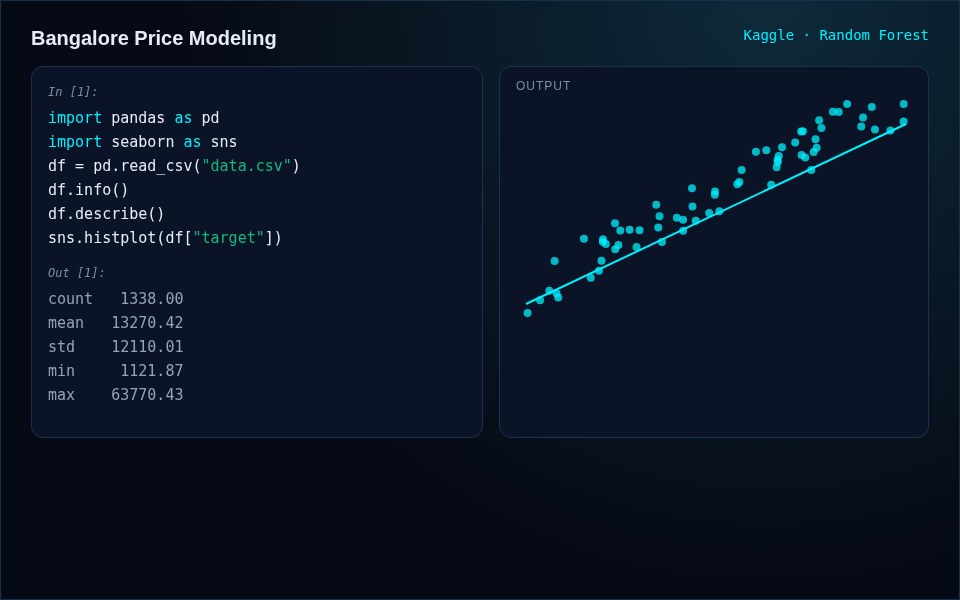 Bangalore Price Modeling
Kaggle · Random Forest
In [1]:
import pandas as pd
import seaborn as sns
df = pd.read_csv("data.csv")
df.info()
df.describe()
sns.histplot(df["target"])
Out [1]:
count   1338.00
mean   13270.42
std    12110.01
min     1121.87
max    63770.43
OUTPUT